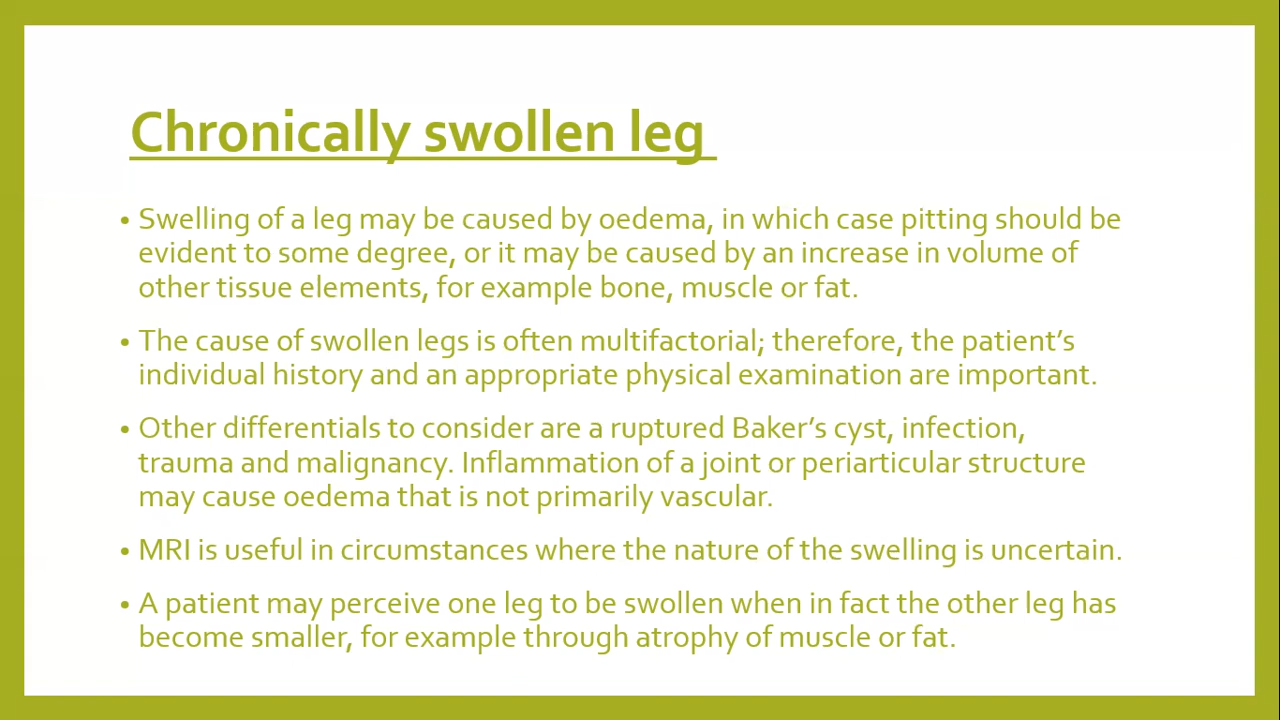 Chronically swollen leg
• Swelling of a leg may be caused by oedema, in which case pitting should be
evident to some degree, or it may be caused by an increase in volume of
other tissue elements, for example bone, muscle or fat.
• The cause of swollen legs is often multifactorial; therefore, the patient’s
individual history and an appropriate physical examination are important.
• Other differentials to consider are a ruptured Baker’s cyst, infection,
trauma and malignancy. Inflammation of a joint or periarticular structure
may cause oedema that is not primarily vascular.
• MRI is useful in circumstances where the nature of the swelling is uncertain.
• A patient may perceive one leg to be swollen when in fact the other leg has
become smaller, for example through atrophy of muscle or fat.